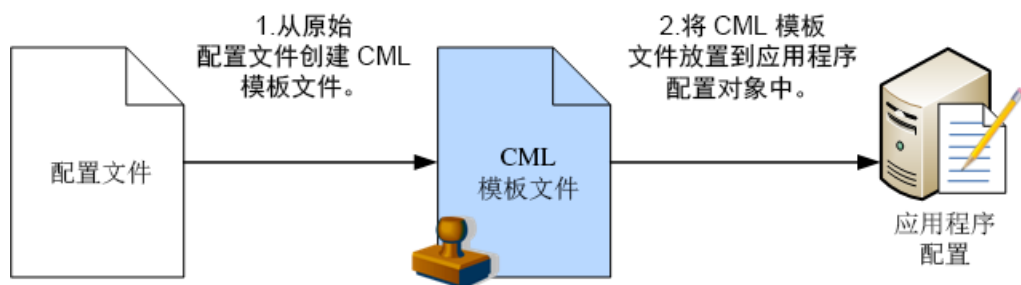 1.从原始
配置文件创建 CML
模板文件。
2.将 CML 模板
文件放置到应用程序
配置对象中。
配置文件
CML
模板文件
应用程序
配置